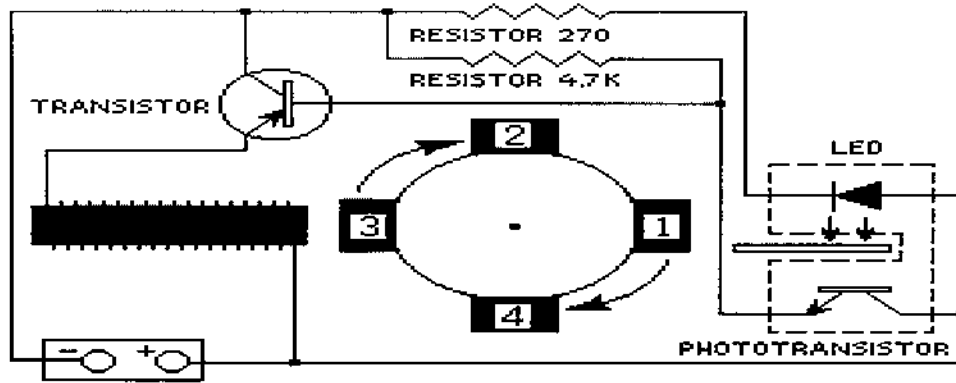 RESISTOR 270
RESISTOR 4.7K
TRANSISTOR
2
LED
3
1
4
PHOTOTRANSISTOR
- +